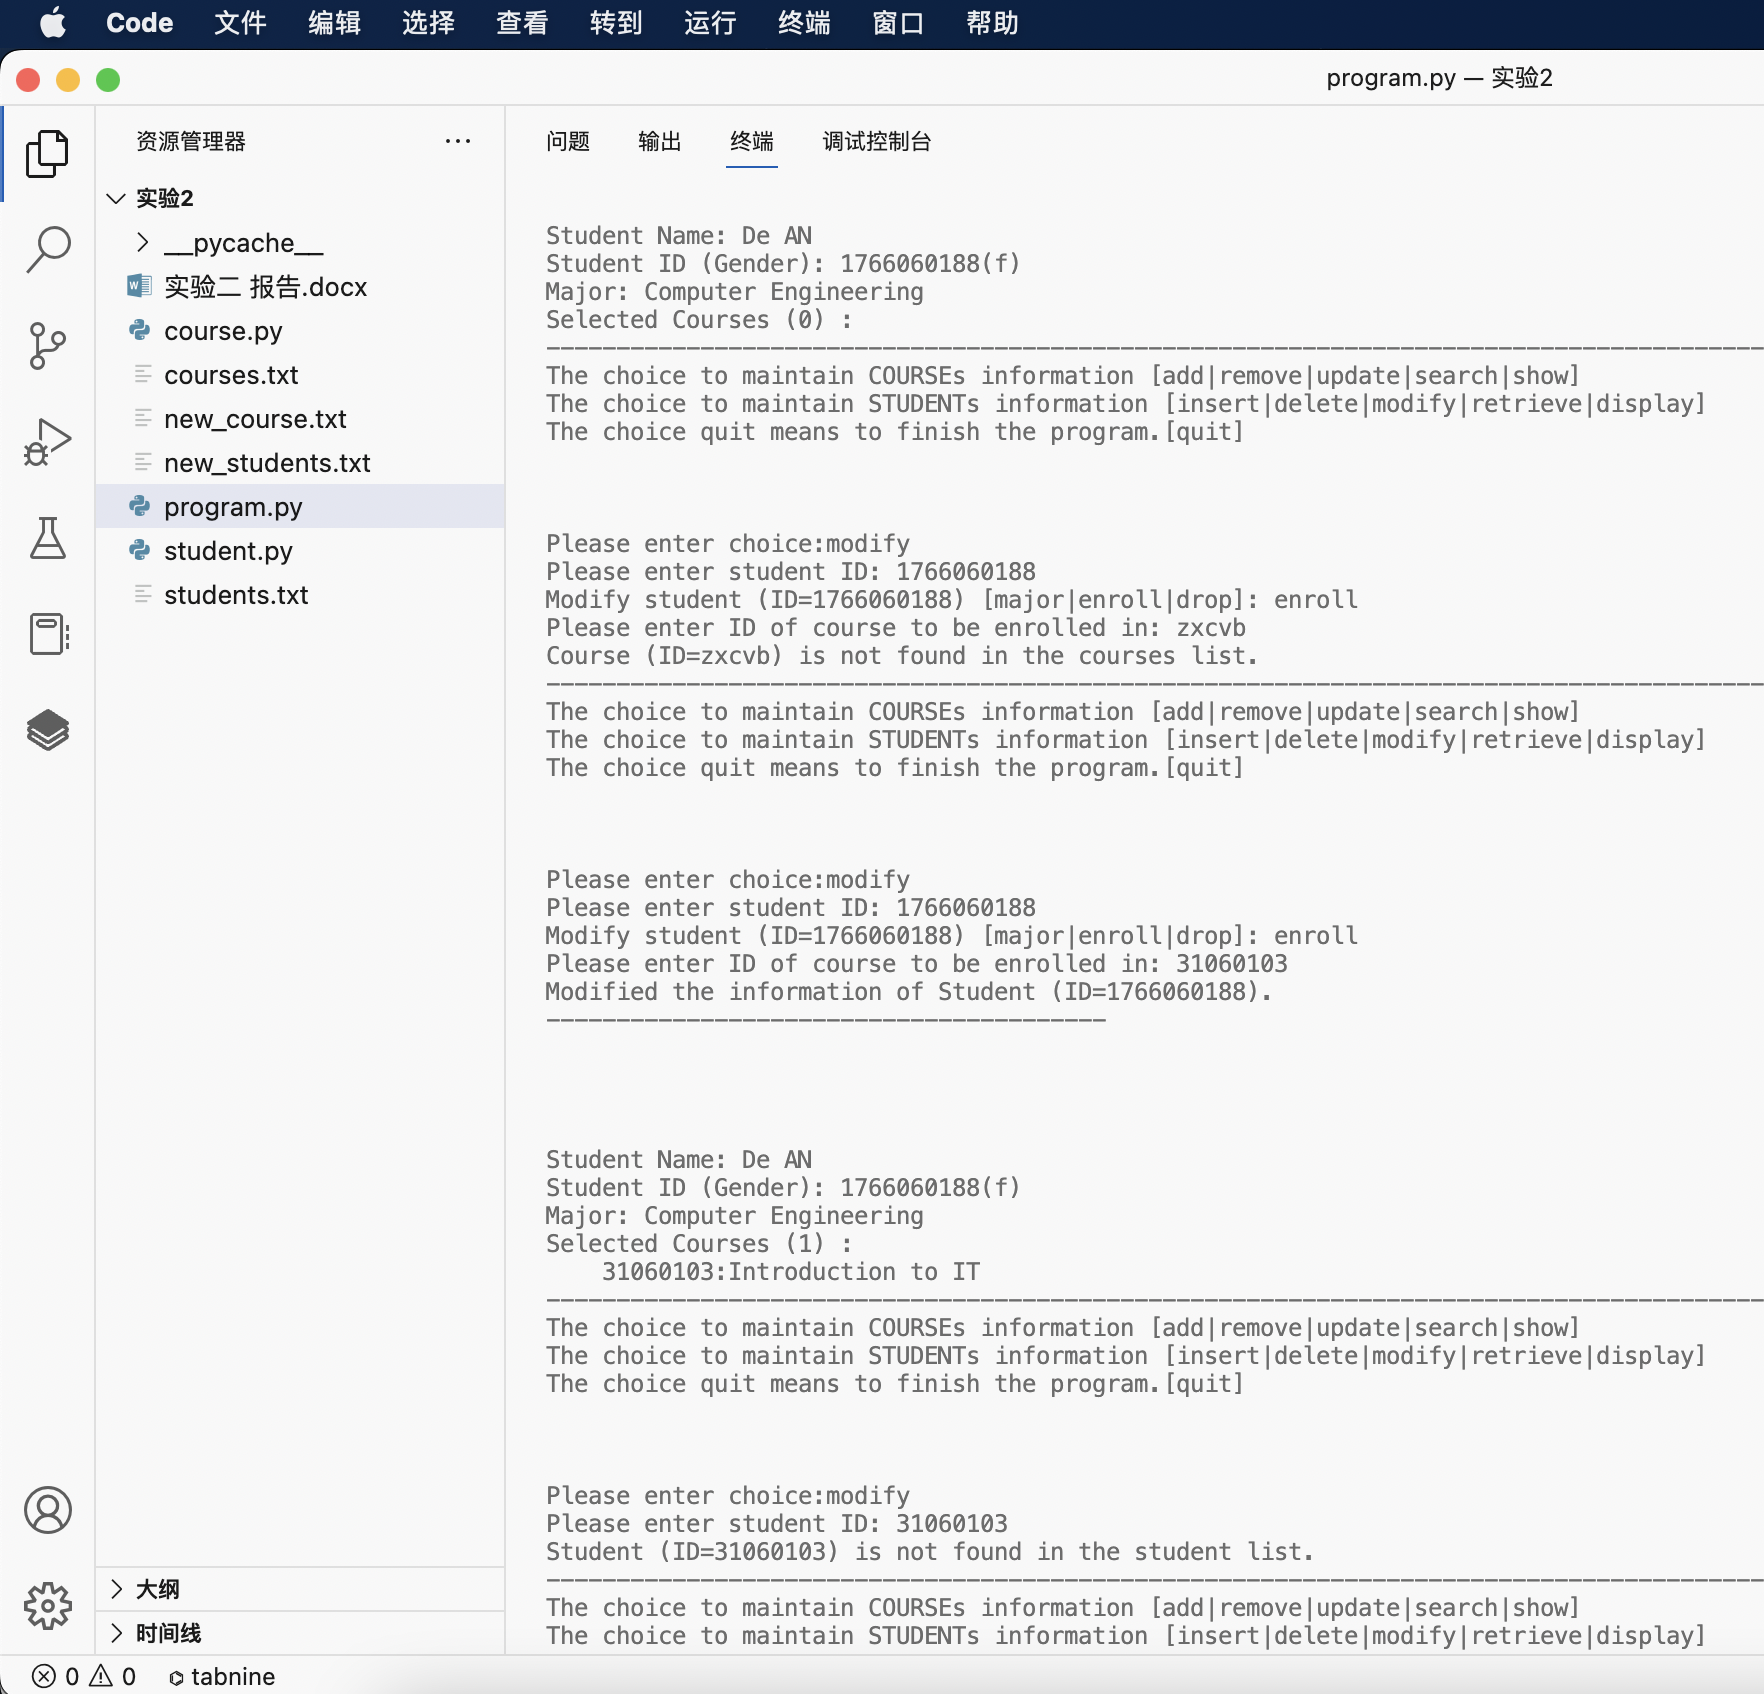 Code 文件 编辑 选择 查看 转到 运行 终端 窗口 帮助
program.py — 实验2
资源管理器 ···
实验2
__pycache__
实验二 报告.docx
course.py
courses.txt
new_course.txt
new_students.txt
program.py
student.py
students.txt
大纲
时间线
问题 输出 终端 调试控制台
Student Name: De AN
Student ID (Gender): 1766060188(f)
Major: Computer Engineering
Selected Courses (0) :
---------------------------------------------------------------------------------------
The choice to maintain COURSEs information [add|remove|update|search|show]
The choice to maintain STUDENTs information [insert|delete|modify|retrieve|display]
The choice quit means to finish the program.[quit]
Please enter choice:modify
Please enter student ID: 1766060188
Modify student (ID=1766060188) [major|enroll|drop]: enroll
Please enter ID of course to be enrolled in: zxcvb
Course (ID=zxcvb) is not found in the courses list.
---------------------------------------------------------------------------------------
The choice to maintain COURSEs information [add|remove|update|search|show]
The choice to maintain STUDENTs information [insert|delete|modify|retrieve|display]
The choice quit means to finish the program.[quit]
Please enter choice:modify
Please enter student ID: 1766060188
Modify student (ID=1766060188) [major|enroll|drop]: enroll
Please enter ID of course to be enrolled in: 31060103
Modified the information of Student (ID=1766060188).
----------------------------------------
Student Name: De AN
Student ID (Gender): 1766060188(f)
Major: Computer Engineering
Selected Courses (1) :
31060103:Introduction to IT
---------------------------------------------------------------------------------------
The choice to maintain COURSEs information [add|remove|update|search|show]
The choice to maintain STUDENTs information [insert|delete|modify|retrieve|display]
The choice quit means to finish the program.[quit]
Please enter choice:modify
Please enter student ID: 31060103
Student (ID=31060103) is not found in the student list.
---------------------------------------------------------------------------------------
The choice to maintain COURSEs information [add|remove|update|search|show]
The choice to maintain STUDENTs information [insert|delete|modify|retrieve|display]
0 0 tabnine